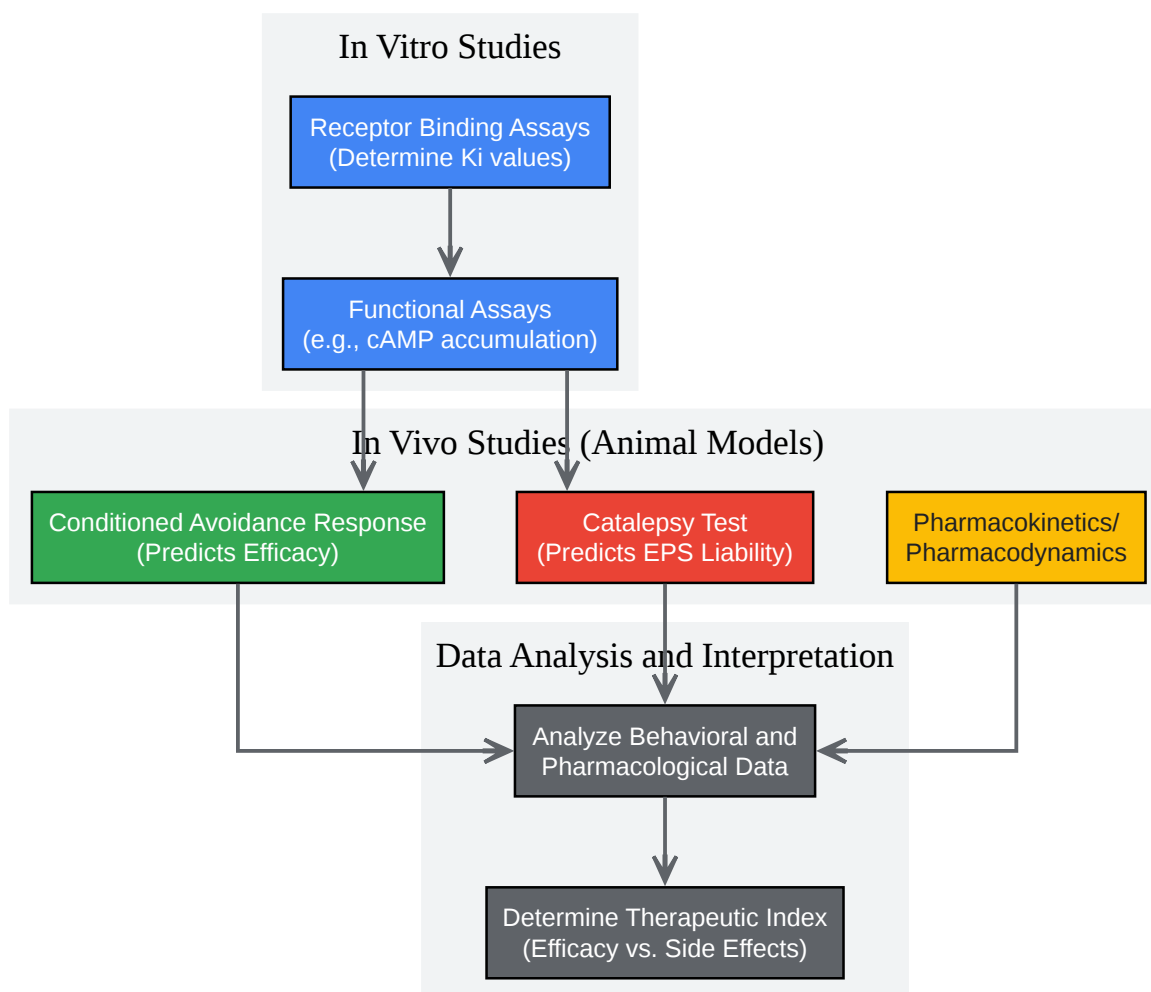 In Vitro Studies
Receptor Binding Assays
(Determine Ki values)
Functional Assays
(e.g., cAMP accumulation)
In Vivo Studies (Animal Models)
Conditioned Avoidance Response
(Predicts Efficacy)
Catalepsy Test
(Predicts EPS Liability)
Pharmacokinetics/
Pharmacodynamics
Data Analysis and Interpretation
Analyze Behavioral and
Pharmacological Data
Determine Therapeutic Index
(Efficacy vs. Side Effects)